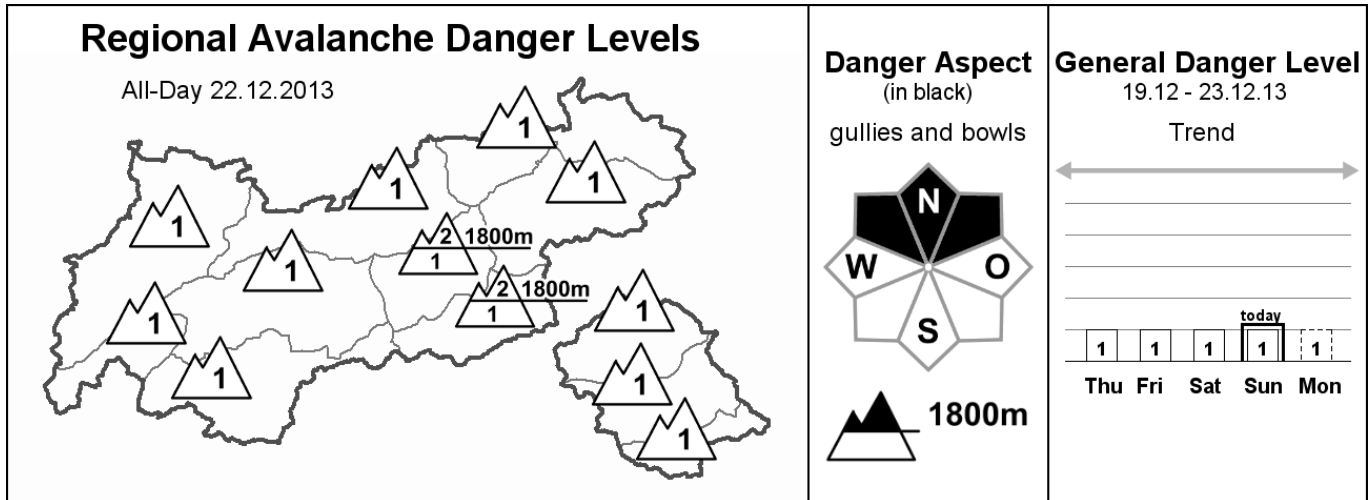 Regional Avalanche Danger Levels
All-Day 22.12.2013
1
1
1
1
1
2 1800m
1
1
2 1800m
1
1
1
1
1
1
Danger Aspect
(in black)
gullies and bowls
N
W
O
S
1800m
General Danger Level
19.12 - 23.12.13
Trend
today
1 1 1 1 1
Thu Fri Sat Sun Mon